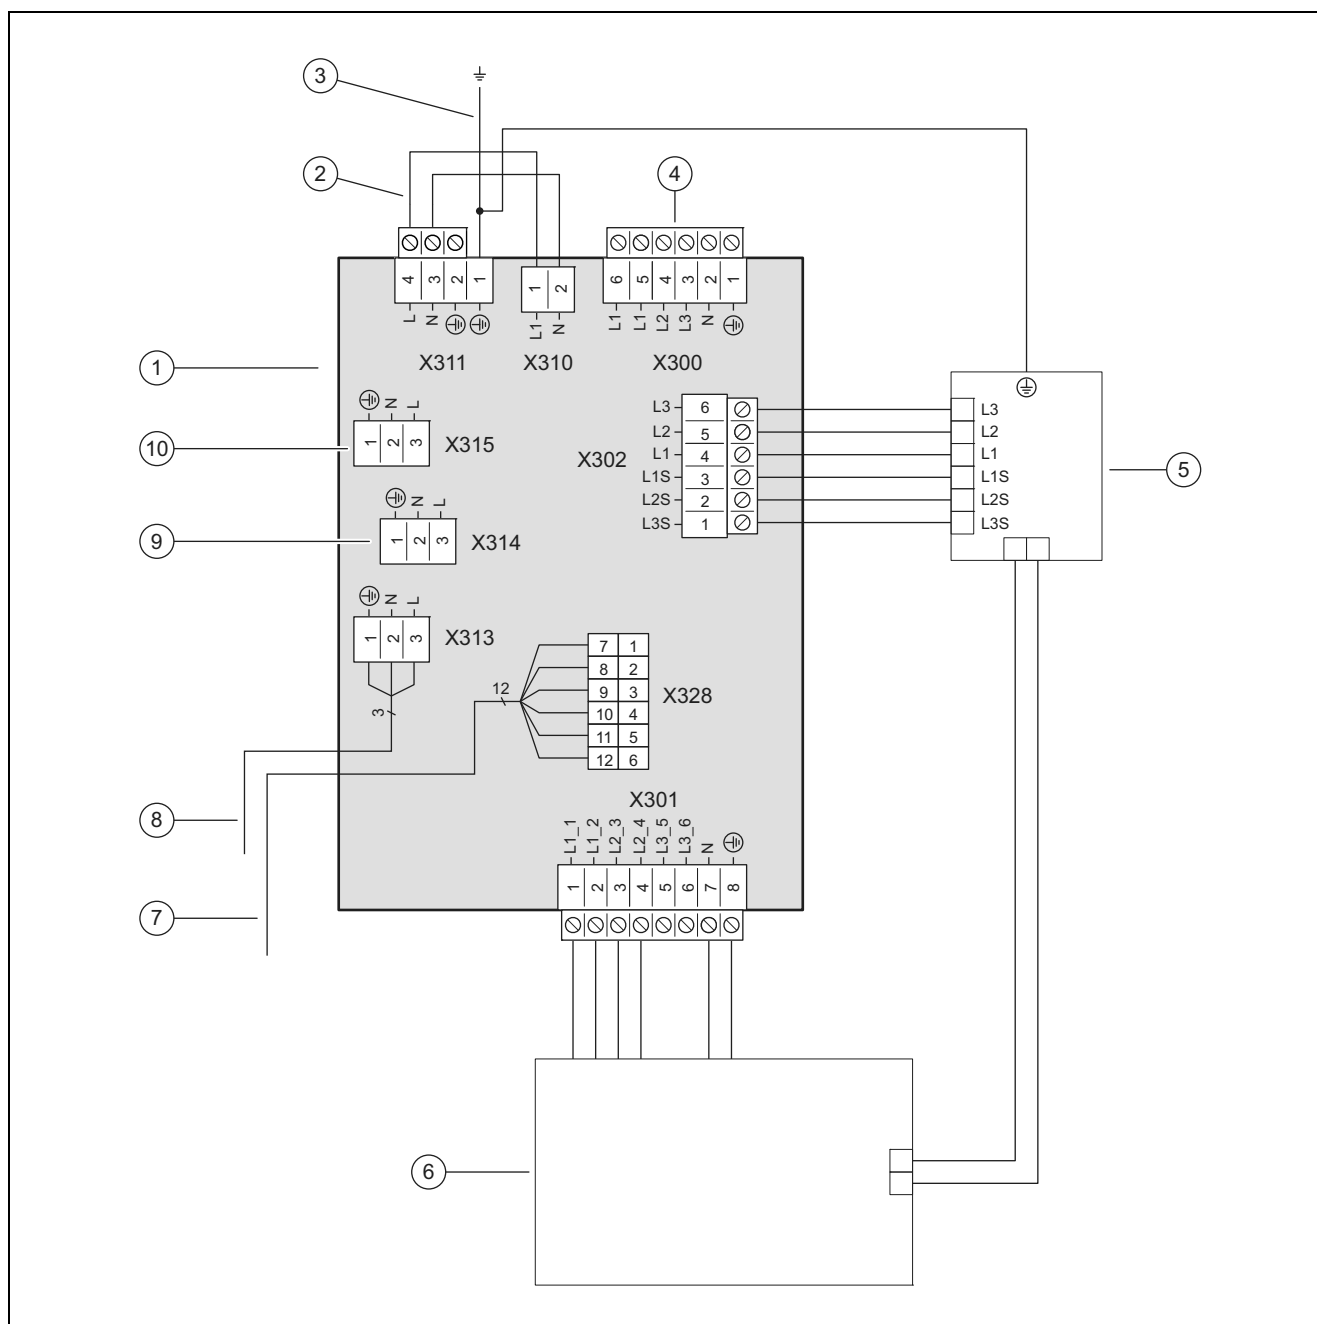 3
2
4
4 3 2 1
L N
X311
1 2
L1 N
X310
6 5 4 3 2 1
L1 L1 L2 L3 N
X300
1
N L
1 2 3
X315
10
L3 6
L2 5
L1 4
L1S 3
L2S 2
L3S 1
X302
L3
L2
L1
L1S
L2S
L3S
5
N L
1 2 3
X314
9
N L
1 2 3
X313
3
12
7 1
8 2
9 3
10 4
11 5
12 6
X328
8
7
X301
L1_1 L1_2 L2_3 L2_4 L3_5 L3_6 N
1 2 3 4 5 6 7 8
6